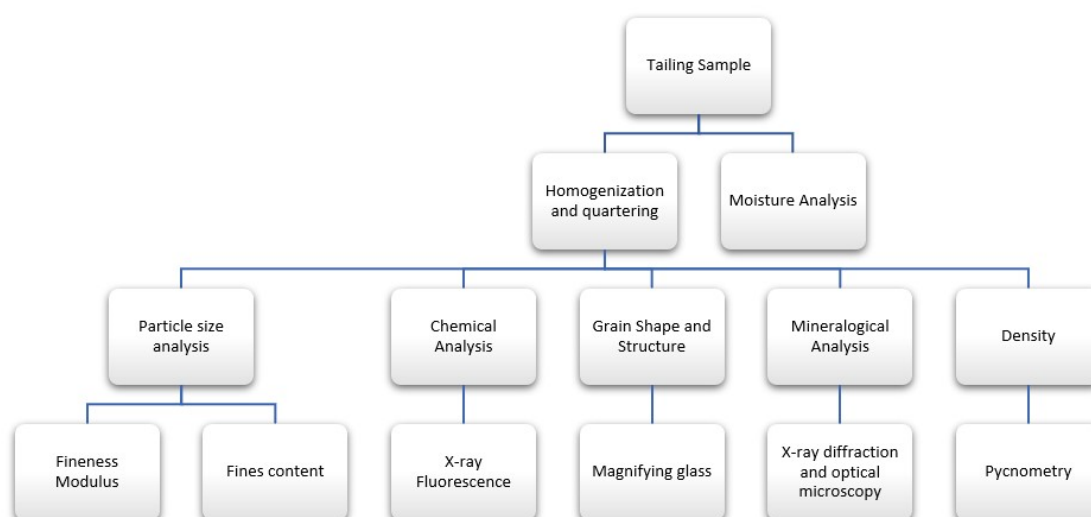 Tailing Sample
Homogenization
and quartering
Moisture Analysis
Particle size
analysis
Chemical
Analysis
Grain Shape and
Structure
Mineralogical
Analysis
Density
Fineness
Modulus
Fines content
X-ray
Fluorescence
Magnifying glass
X-ray diffraction
and optical
microscopy
Pycnometry